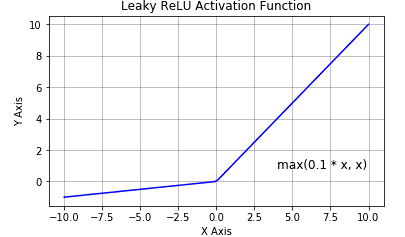 Leaky ReLU Activation Function
Y Axis
10
8
6
4
2
0
max(0.1 * x, x)
−10.0 −7.5 −5.0 −2.5 0.0 2.5 5.0 7.5 10.0
X Axis